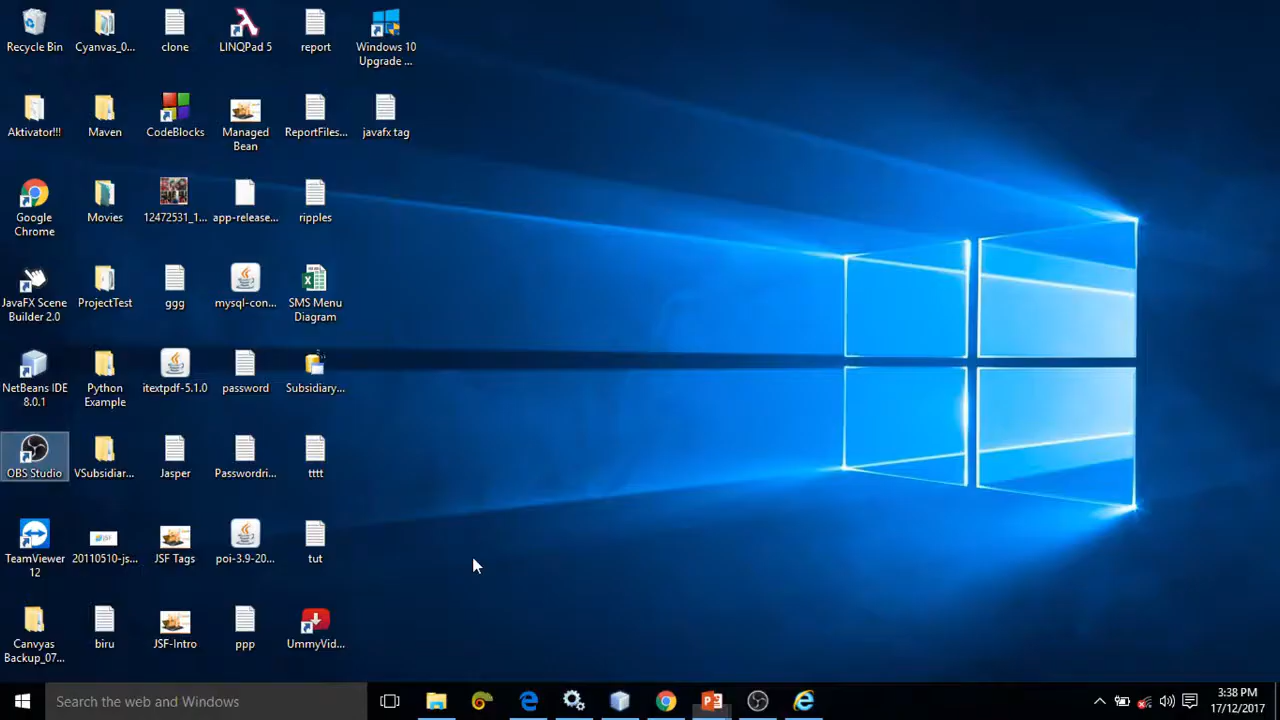 Recycle Bin
Cyanvas_0...
clone
LINQPad 5
report
Windows 10
Upgrade ...
Aktivator!!!
Maven
CodeBlocks
Managed
Bean
ReportFiles...
javafx tag
Google
Chrome
Movies
12472531_1...
app-release...
ripples
JavaFX Scene
Builder 2.0
ProjectTest
ggg
mysql-con...
SMS Menu
Diagram
NetBeans IDE
8.0.1
Python
Example
itextpdf-5.1.0
password
Subsidiary...
OBS Studio
VSubsidiar...
Jasper
Passwordri...
tttt
TeamViewer
12
20110510-js...
JSF Tags
poi-3.9-20...
tut
Canvyas
Backup_07...
biru
JSF-Intro
ppp
UmmyVid...
Search the web and Windows
3:38 PM
17/12/2017